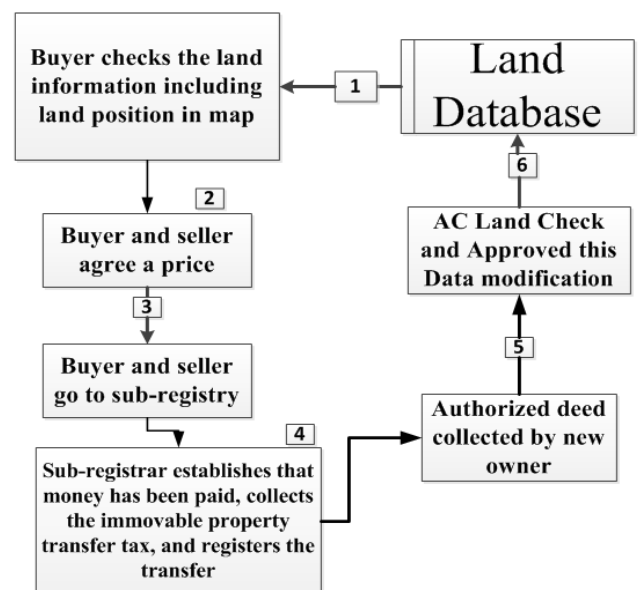 Buyer checks the land
information including
land position in map
1
Land
Database
2
Buyer and seller
agree a price
3
Buyer and seller
go to sub-registry
4
Sub-registrar establishes that
money has been paid, collects
the immovable property
transfer tax, and registers the
transfer
Authorized deed
collected by new
owner
5
AC Land Check
and Approved this
Data modification
6